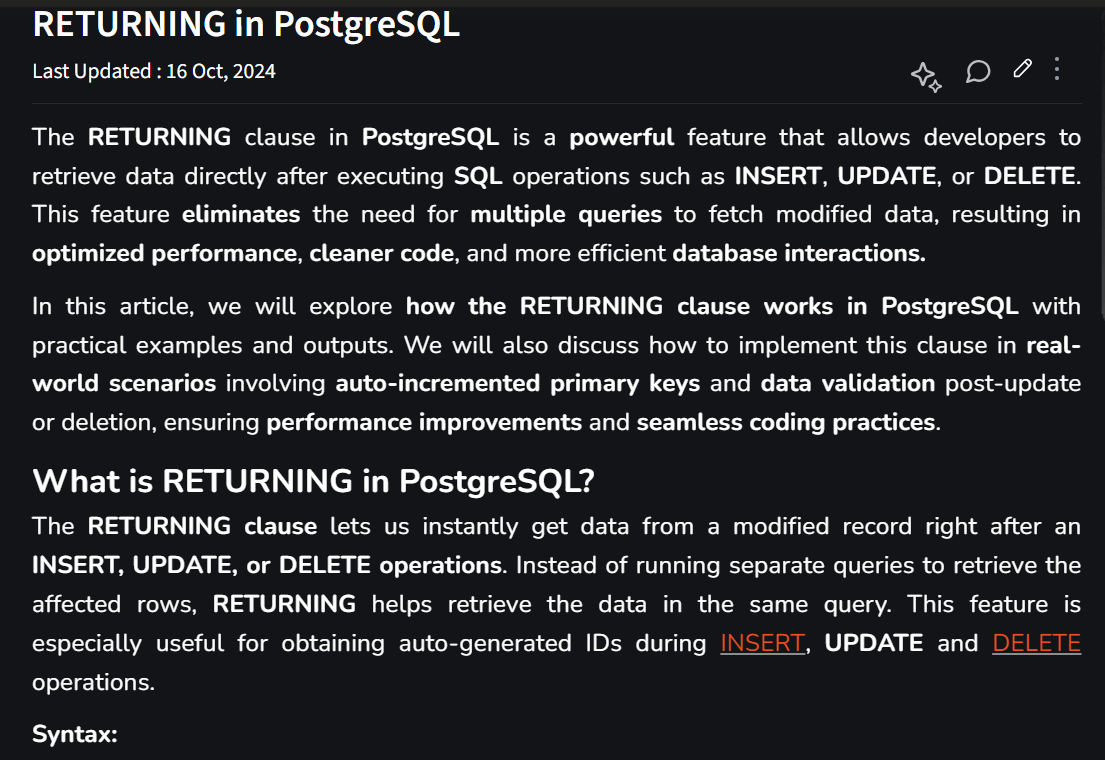 RETURNING in PostgreSQL
Last Updated : 16 Oct, 2024
The RETURNING clause in PostgreSQL is a powerful feature that allows developers to
retrieve data directly after executing SQL operations such as INSERT, UPDATE, or DELETE.
This feature eliminates the need for multiple queries to fetch modified data, resulting in
optimized performance, cleaner code, and more efficient database interactions.
In this article, we will explore how the RETURNING clause works in PostgreSQL with
practical examples and outputs. We will also discuss how to implement this clause in real-
world scenarios involving auto-incremented primary keys and data validation post-update
or deletion, ensuring performance improvements and seamless coding practices.
What is RETURNING in PostgreSQL?
The RETURNING clause lets us instantly get data from a modified record right after an
INSERT, UPDATE, or DELETE operations. Instead of running separate queries to retrieve the
affected rows, RETURNING helps retrieve the data in the same query. This feature is
especially useful for obtaining auto-generated IDs during INSERT, UPDATE and DELETE
operations.
Syntax: